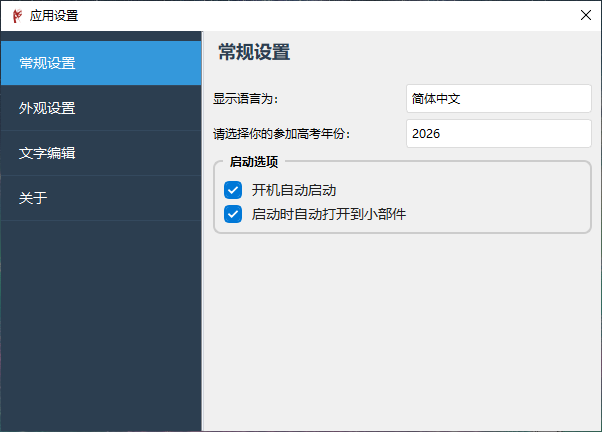 应用设置
常规设置
外观设置
文字编辑
关于
常规设置
显示语言为：
简体中文
请选择你的参加高考年份：
2026
启动选项
开机自动启动
启动时自动打开到小部件